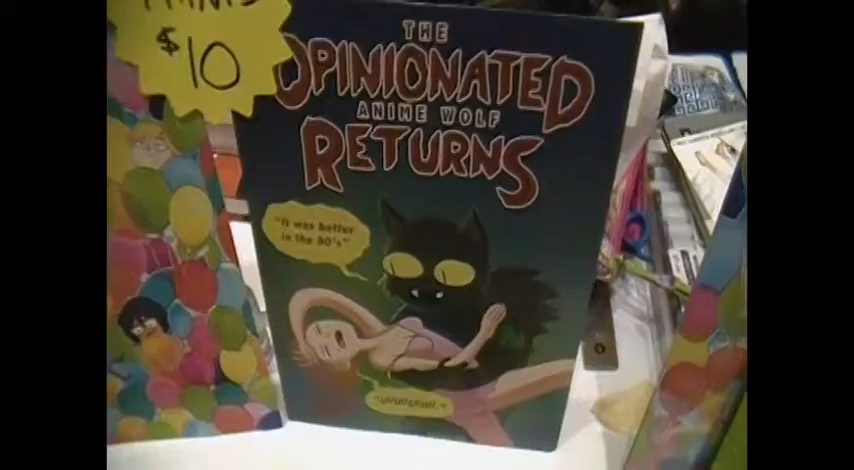 $10
THE
OPINIONATED
ANIME WOLF
RETURNS
"It was better
in the 80's"